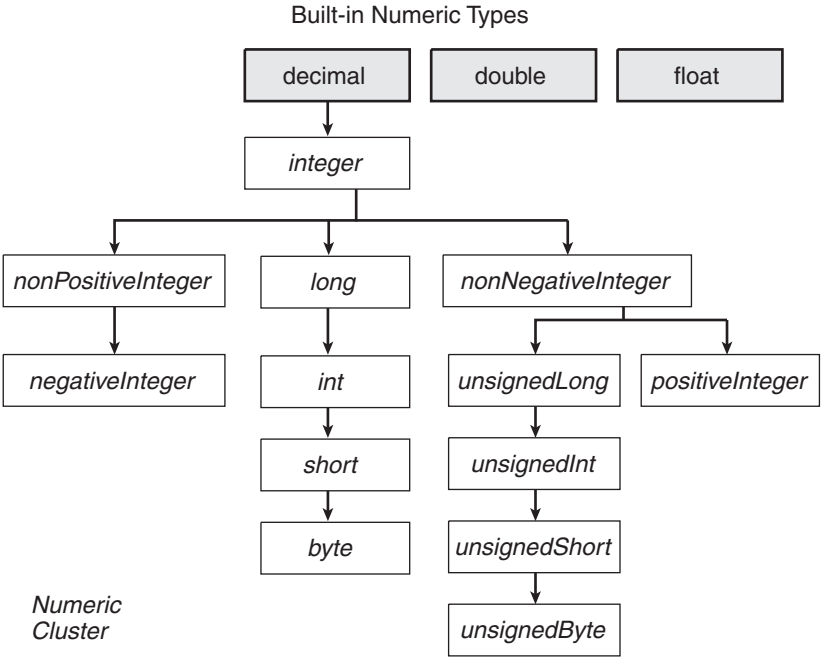 Built-in Numeric Types
decimal
double
float
integer
nonPositiveInteger
long
nonNegativeInteger
negativeInteger
int
unsignedLong
positiveInteger
short
unsignedInt
byte
unsignedShort
unsignedByte
Numeric
Cluster